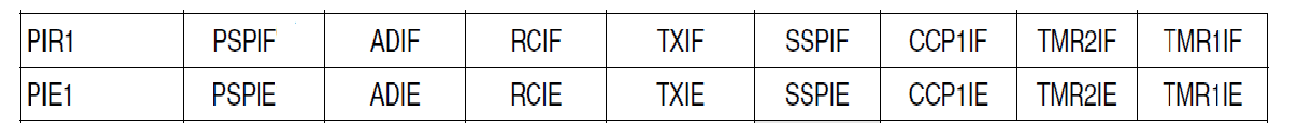 PIR1 PSPIF ADIF RCIF TXIF SSPIF CCP1IF TMR2IF TMR1IF
PIE1 PSPIE ADIE RCIE TXIE SSPIE CCP1IE TMR2IE TMR1IE